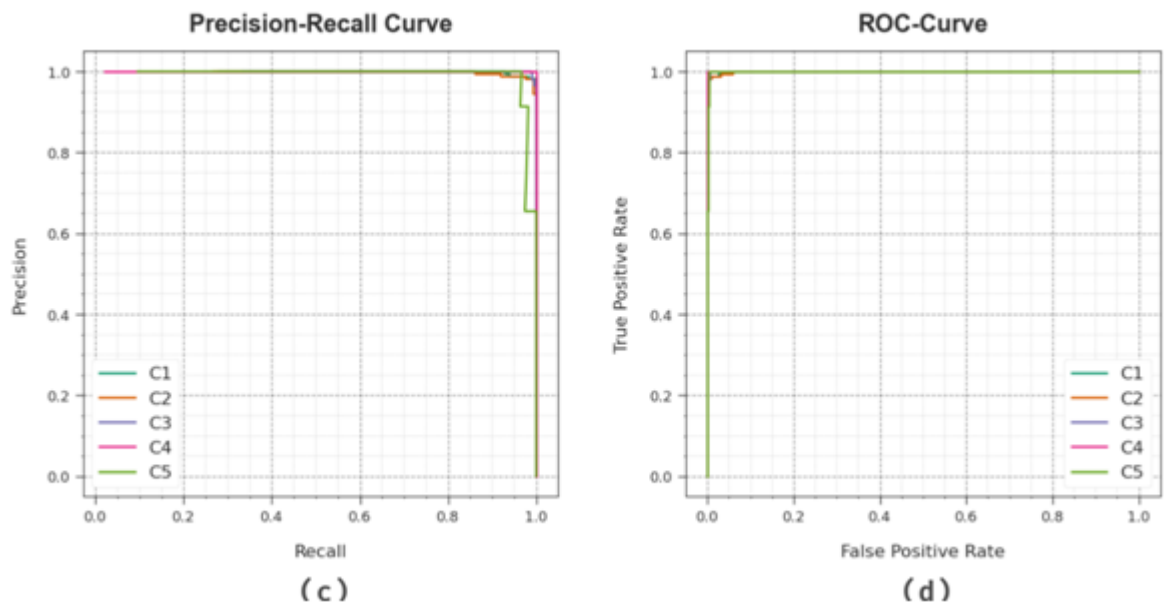 Precision-Recall Curve
1.0
0.8
0.6
0.4
0.2
0.0
Precision
C1
C2
C3
C4
C5
0.0 0.2 0.4 0.6 0.8 1.0
Recall
(c)
ROC-Curve
1.0
0.8
0.6
0.4
0.2
0.0
True Positive Rate
C1
C2
C3
C4
C5
0.0 0.2 0.4 0.6 0.8 1.0
False Positive Rate
(d)